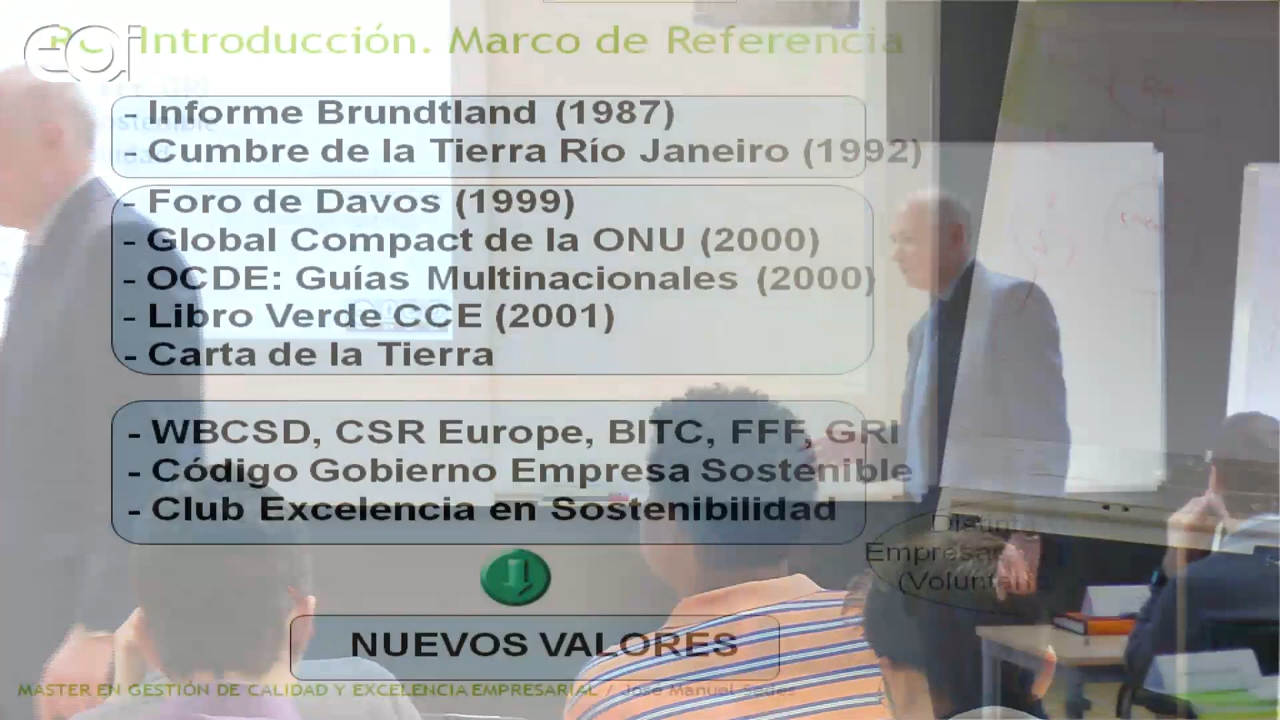 eoi
RSC Introducción. Marco de Referencia
- Informe Brundtland (1987)
- Cumbre de la Tierra Río Janeiro (1992)
- Foro de Davos (1999)
- Global Compact de la ONU (2000)
- OCDE: Guías Multinacionales (2000)
- Libro Verde CCE (2001)
- Carta de la Tierra
- WBCSD, CSR Europe, BITC, FFF, GRI
- Código Gobierno Empresa Sostenible
- Club Excelencia en Sostenibilidad
NUEVOS VALORES
MASTER EN GESTIÓN DE CALIDAD Y EXCELENCIA EMPRESARIAL / José Manuel Sedes